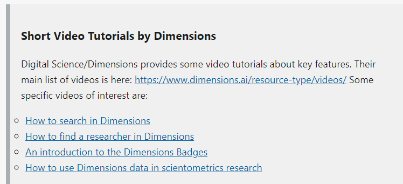 Short Video Tutorials by Dimensions
Digital Science/Dimensions provides some video tutorials about key features. Their
main list of videos is here: https://www.dimensions.ai/resource-type/videos/ Some
specific videos of interest are:
How to search in Dimensions
How to find a researcher in Dimensions
An introduction to the Dimensions Badges
How to use Dimensions data in scientometrics research